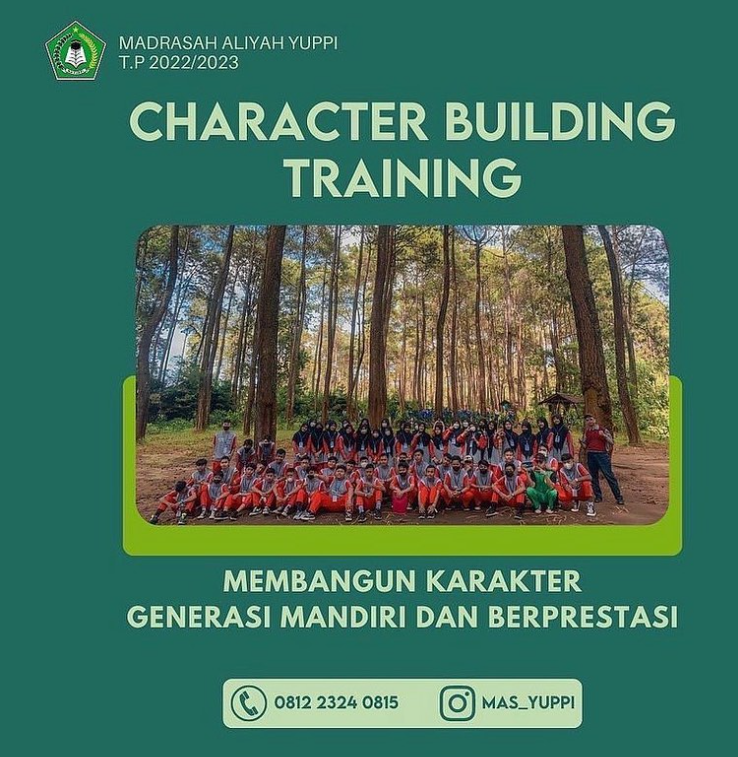 MADRASAH ALIYAH YUPPI
T.P 2022/2023
CHARACTER BUILDING
TRAINING
MEMBANGUN KARAKTER
GENERASI MANDIRI DAN BERPRESTASI
0812 2324 0815
MAS_YUPPI